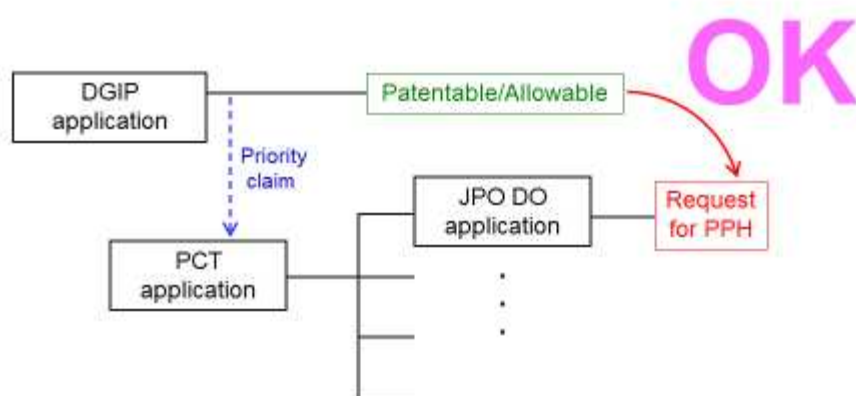 OK
DGIP
application
Patentable/Allowable
Priority
claim
JPO DO
application
Request
for PPH
PCT
application